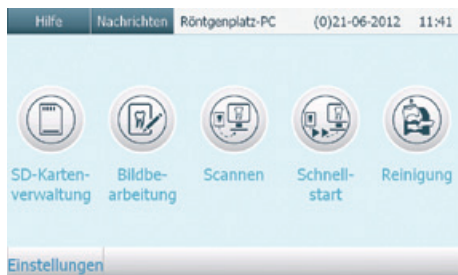 Hilfe Nachrichten Röntgenplatz-PC (0)21-06-2012 11:41
SD-Karten- Bildbe- Scannen Schnell- Reinigung
verwaltung arbeitung start
Einstellungen